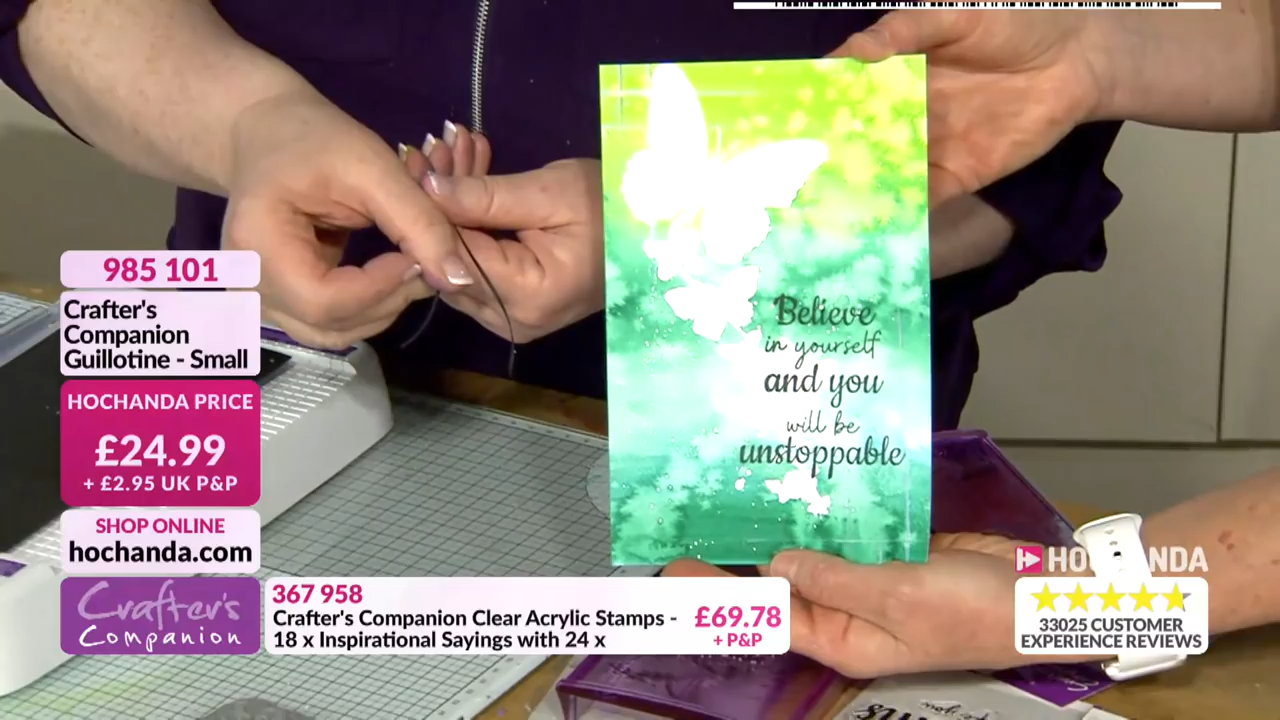 985 101
Crafter's
Companion
Guillotine - Small
HOCHANDA PRICE
£24.99
+ £2.95 UK P&P
SHOP ONLINE
hochanda.com
Crafter's
Companion
367 958
Crafter's Companion Clear Acrylic Stamps -
18 x Inspirational Sayings with 24 x
£69.78
+ P&P
Believe
in yourself
and you
will be
unstoppable
HOCHANDA
33025 CUSTOMER
EXPERIENCE REVIEWS